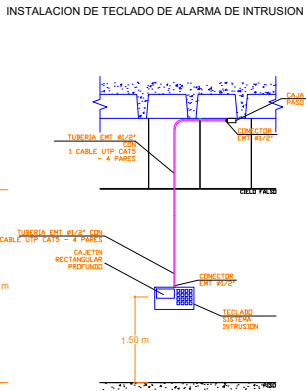 INSTALACION DE TECLADO DE ALARMA DE INTRUSION
CAJA
PASO
TUBERIA EMT ø1/2"
CON
1 CABLE UTP CAT5
- 4 PARES
CONECTOR
EMT ø1/2"
CIELO FALSO
TUBERIA EMT ø1/2" CON
CABLE UTP CAT5 - 4 PARES
CAJETIN
RECTANGULAR
PROFUNDO
CONECTOR
EMT ø1/2"
m
TECLADO
SISTEMA
INTRUSION
1.50 m
PISO